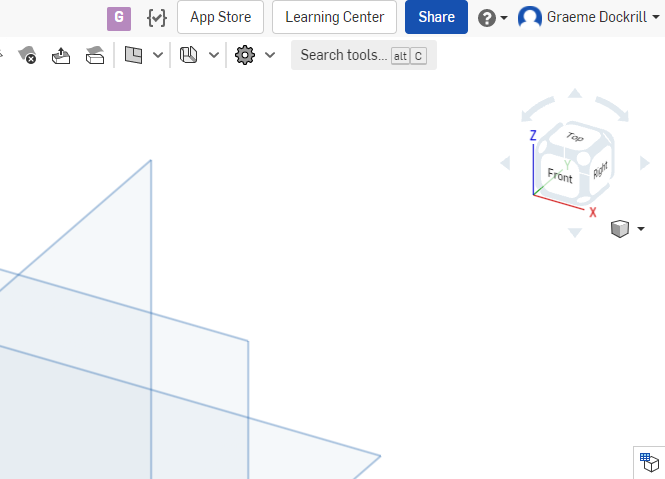 G App Store Learning Center Share ? Graeme Dockrill
Search tools... alt C
Z
Top
Y
Front Right
X